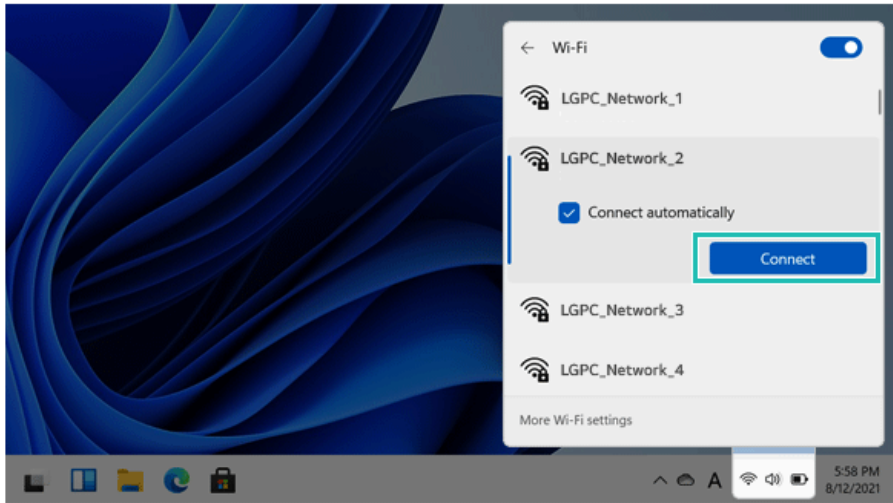 Wi-Fi
LGPC_Network_1
LGPC_Network_2
Connect automatically
Connect
LGPC_Network_3
LGPC_Network_4
More Wi-Fi settings
A
5:58 PM
8/12/2021